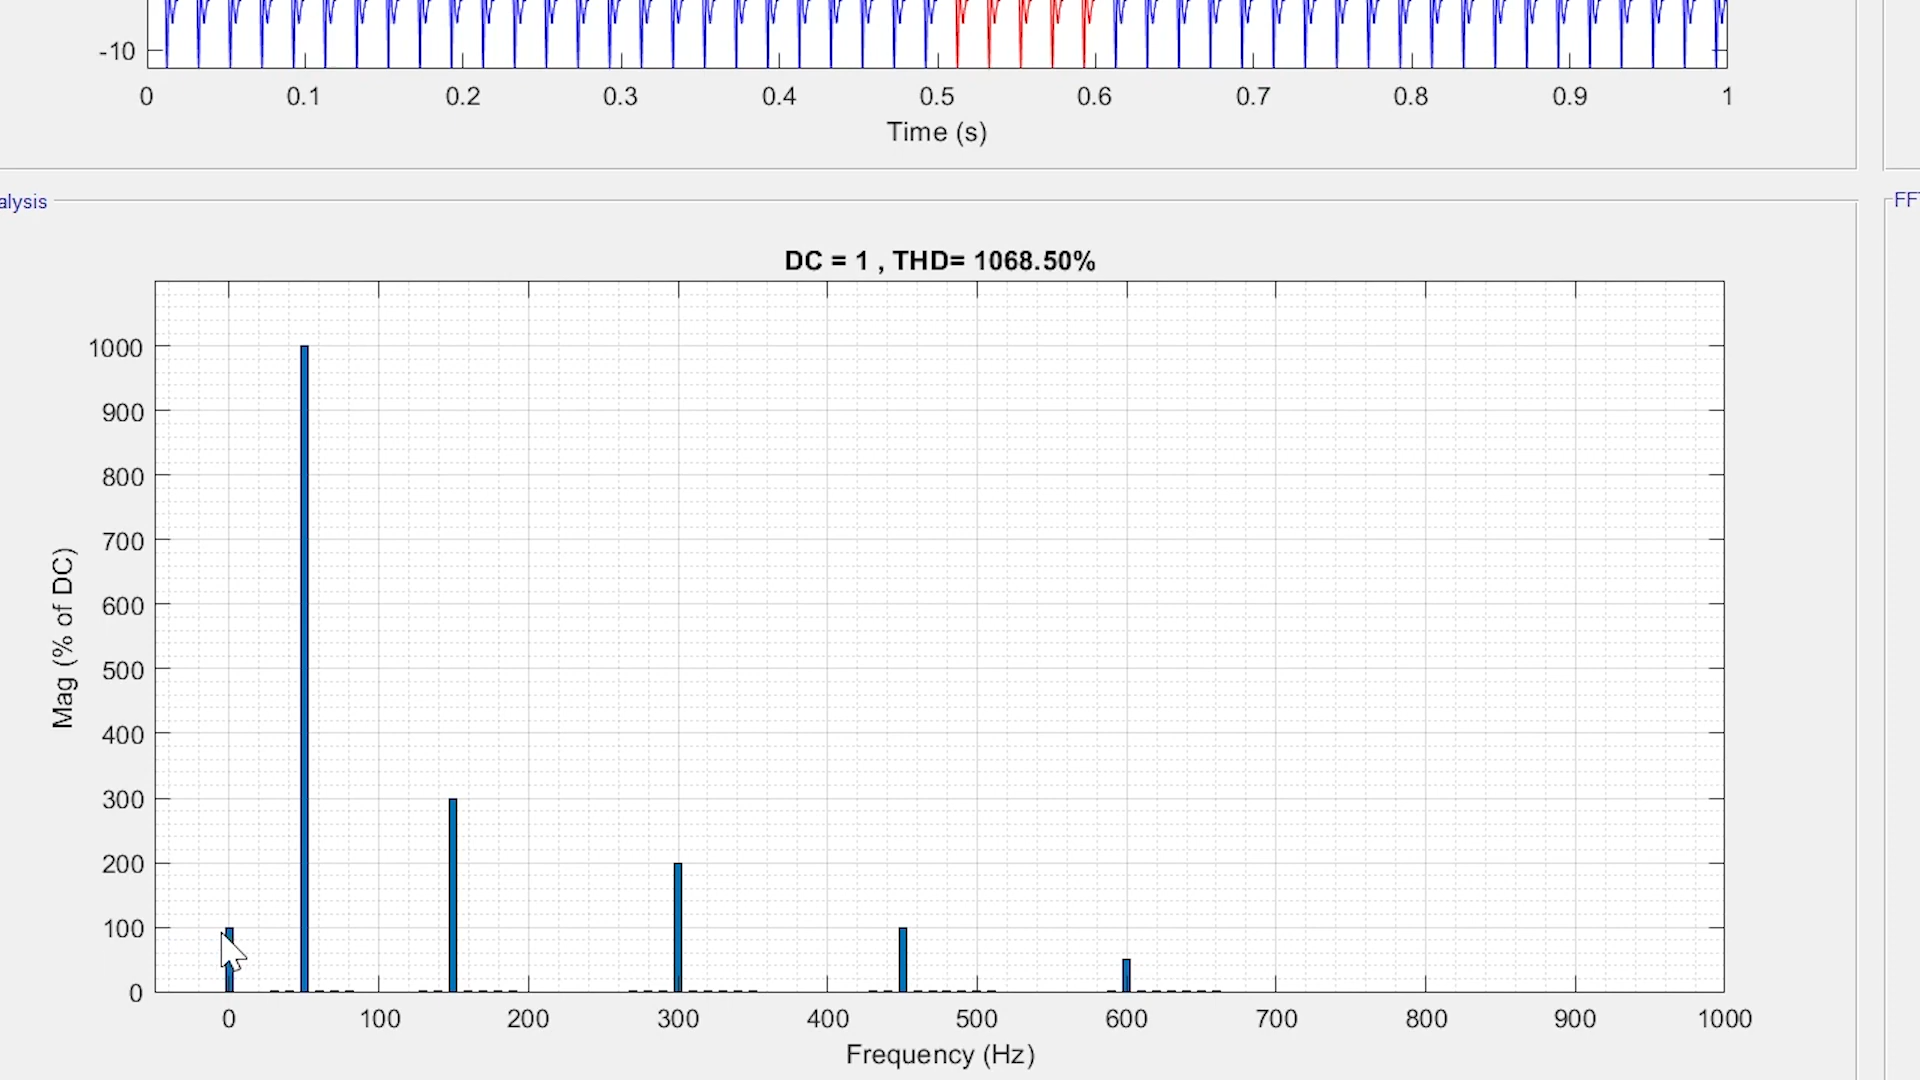 -10
0 0.1 0.2 0.3 0.4 0.5 0.6 0.7 0.8 0.9 1
Time (s)
alysis
FF
DC = 1 , THD= 1068.50%
1000
900
800
700
600
500
400
300
200
100
0
Mag (% of DC)
0 100 200 300 400 500 600 700 800 900 1000
Frequency (Hz)